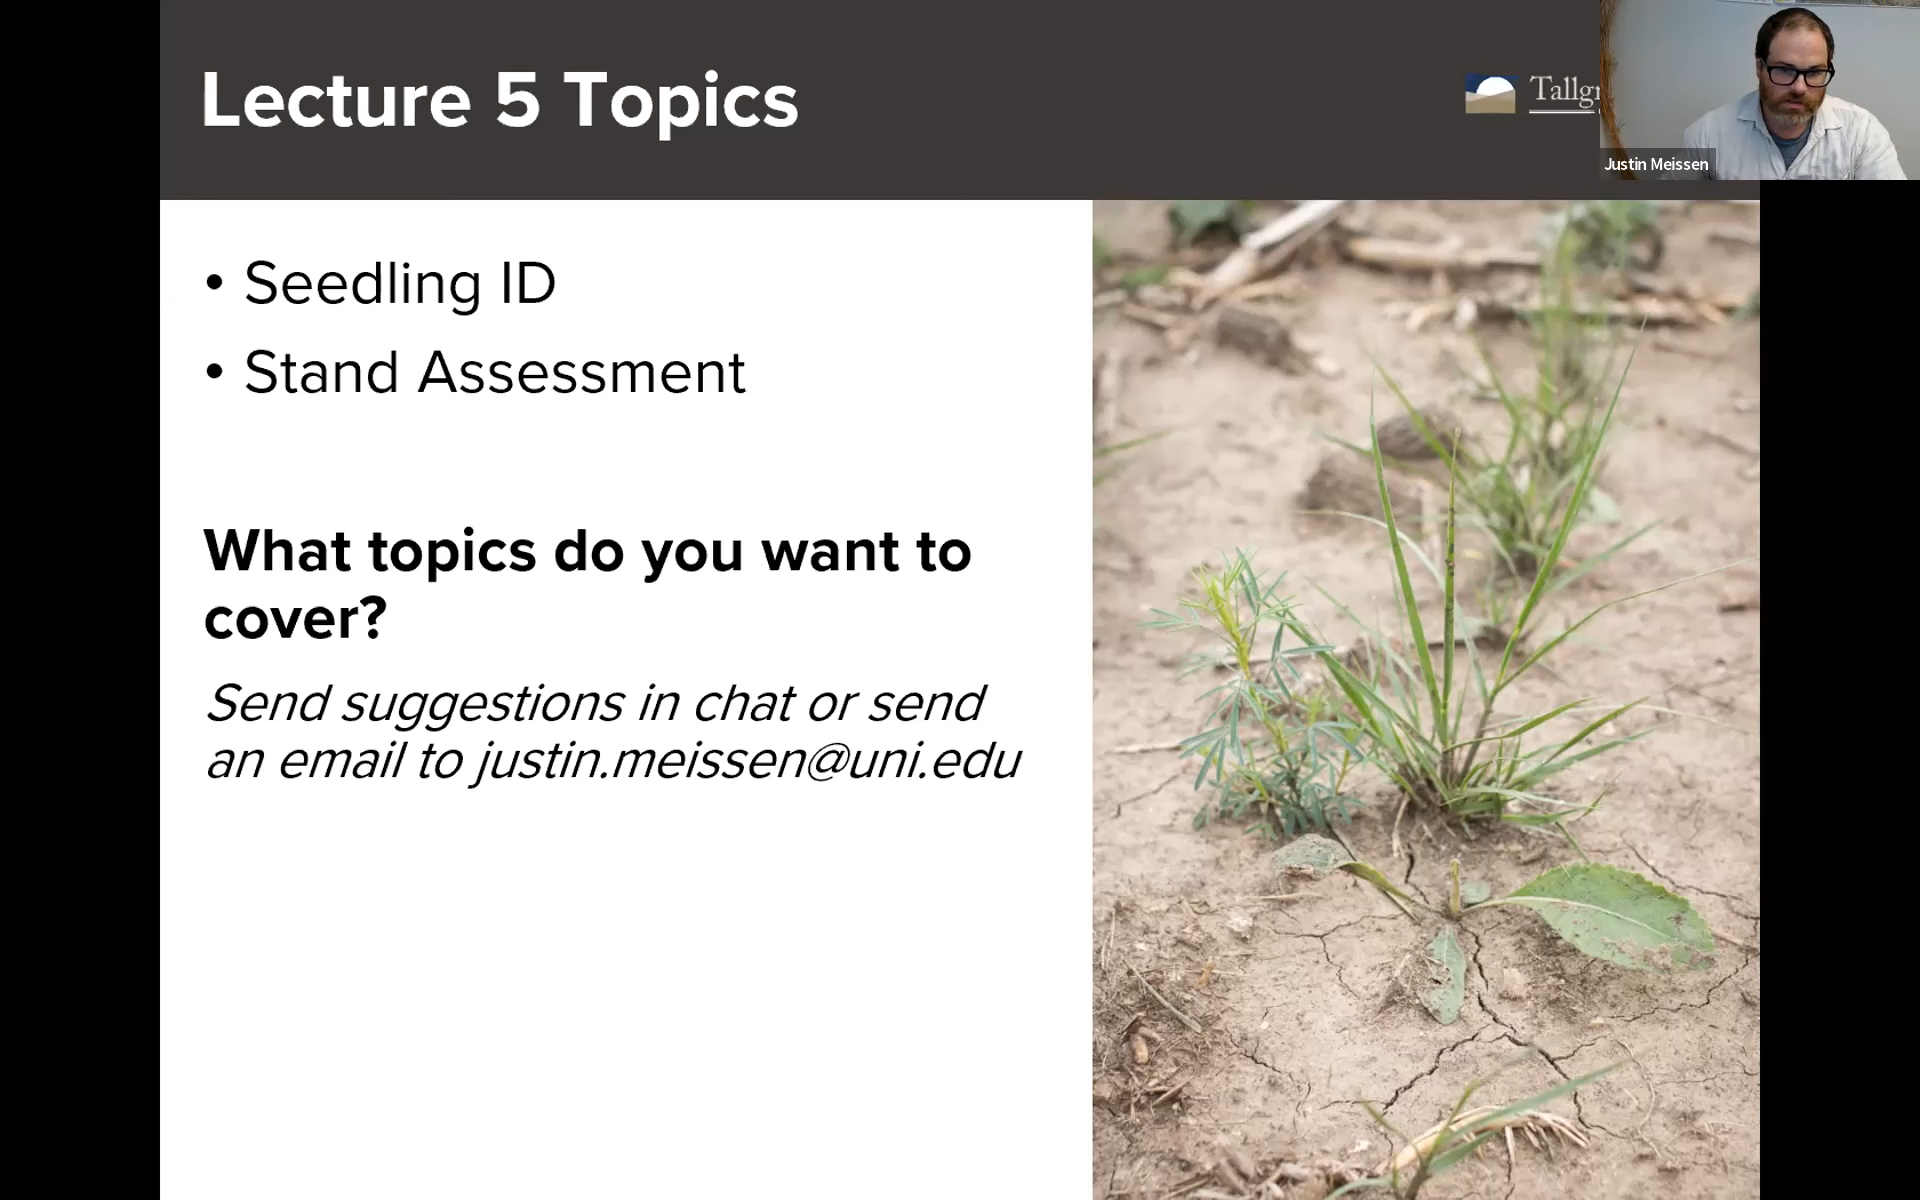 Lecture 5 Topics
Justin Meissen
• Seedling ID
• Stand Assessment
What topics do you want to
cover?
Send suggestions in chat or send
an email to justin.meissen@uni.edu